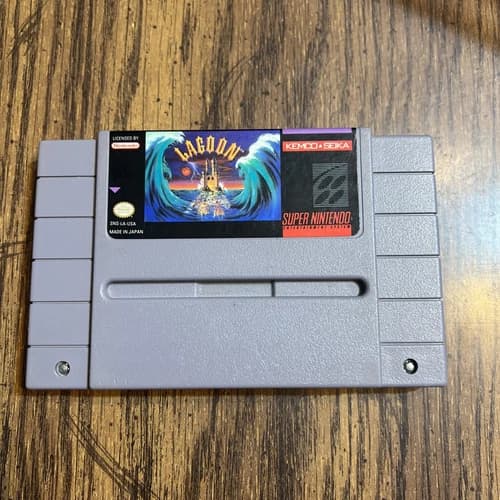 LICENSED BY
Nintendo
SNS-LA-USA
MADE IN JAPAN
LAGOON
KEMCO★SEIKA
SUPER NINTENDO